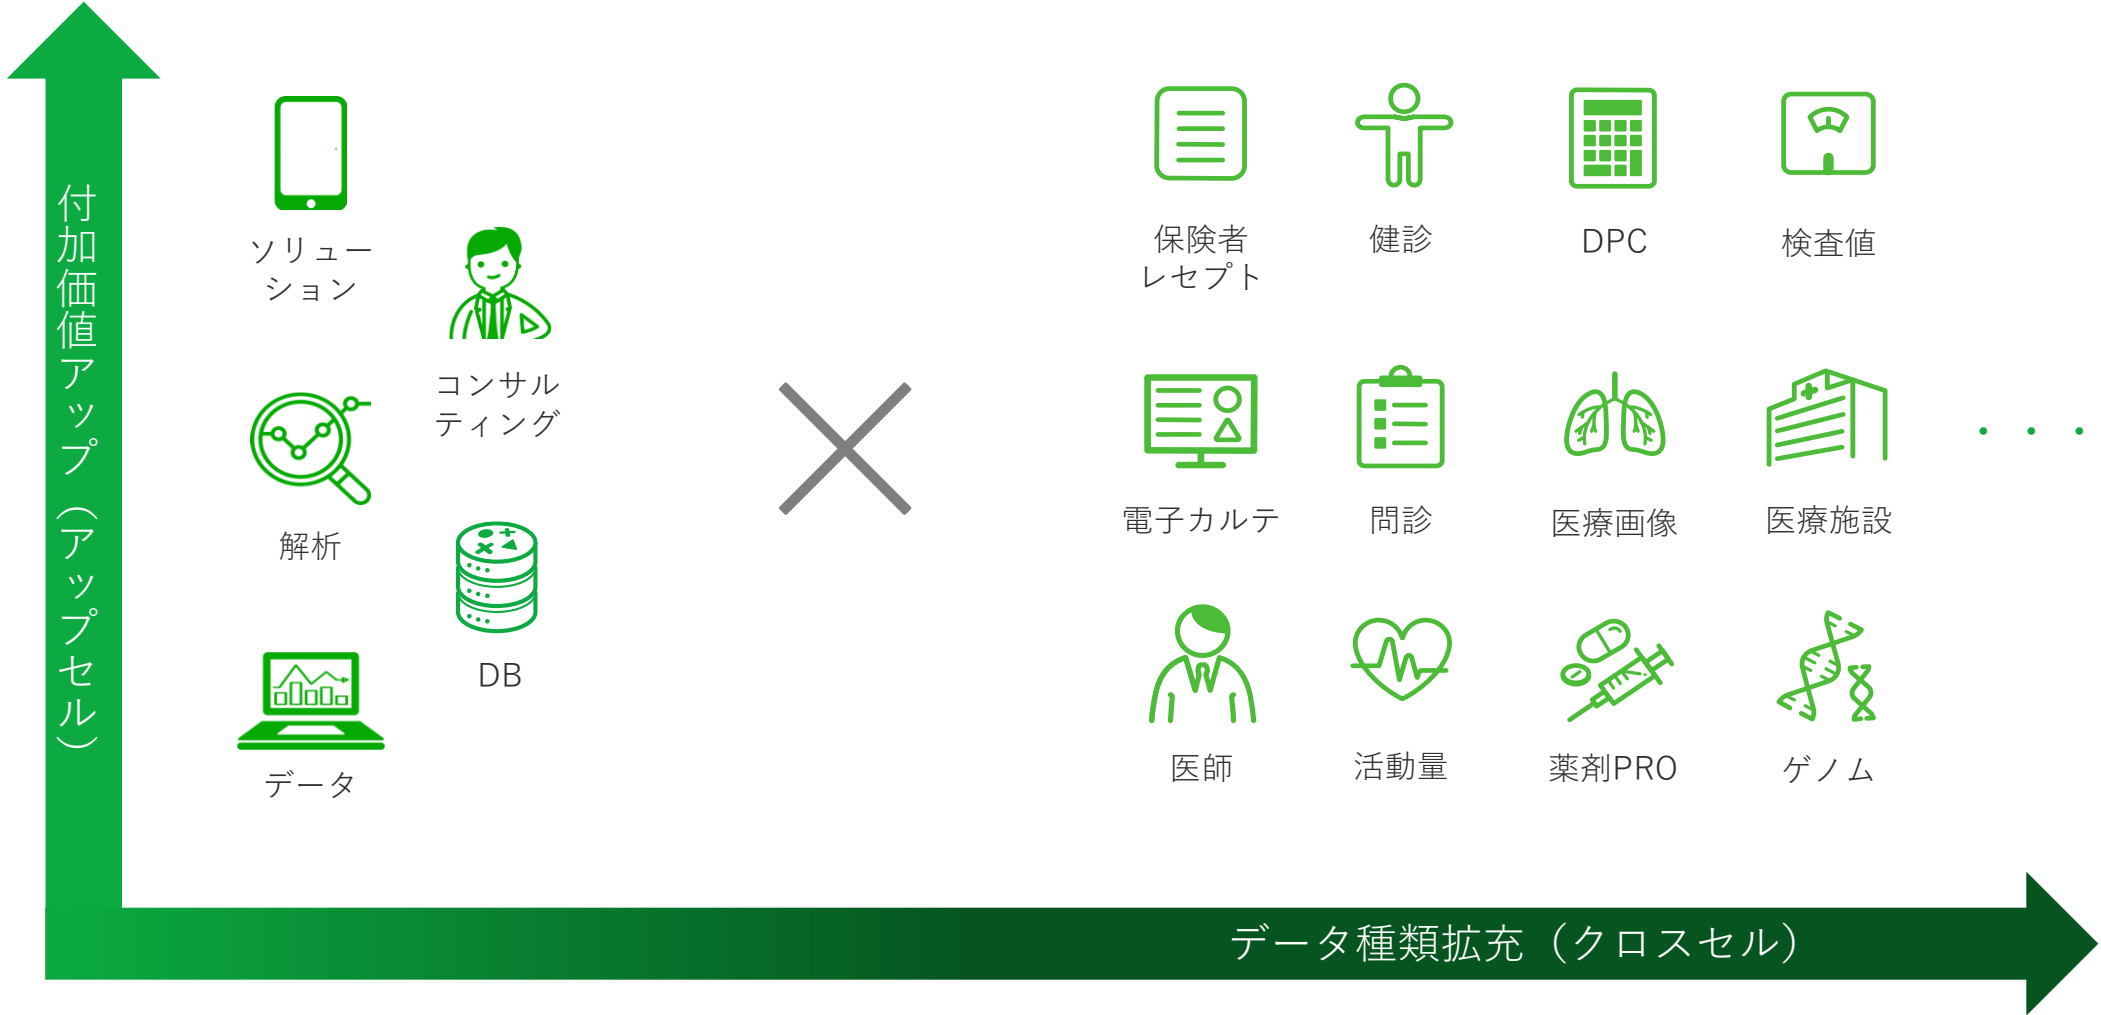 付加価値アップ（アップセル）
ソリュー
ション
コンサル
ティング
解析
DB
データ
保険者
レセプト
健診
DPC
検査値
電子カルテ
問診
医療画像
医療施設
・・・
医師
活動量
薬剤PRO
ゲノム
データ種類拡充（クロスセル）